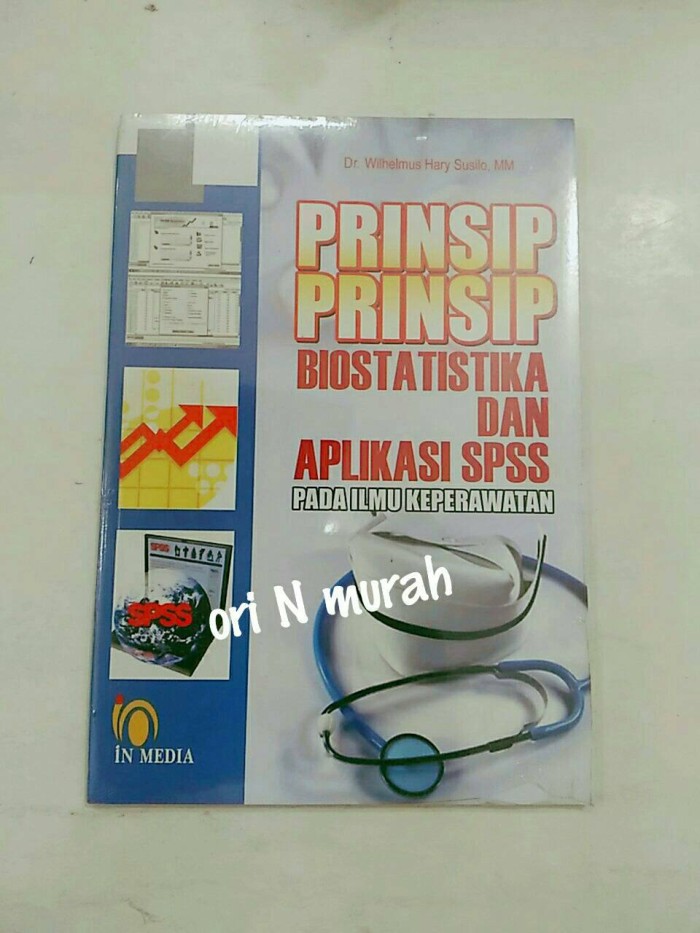 Dr. Wilhelmus Hary Susilo, MM
PRINSIP
PRINSIP
BIOSTATISTIKA
DAN
APLIKASI SPSS
PADA ILMU KEPERAWATAN
SPSS
SPSS
ori N murah
iN MEDIA